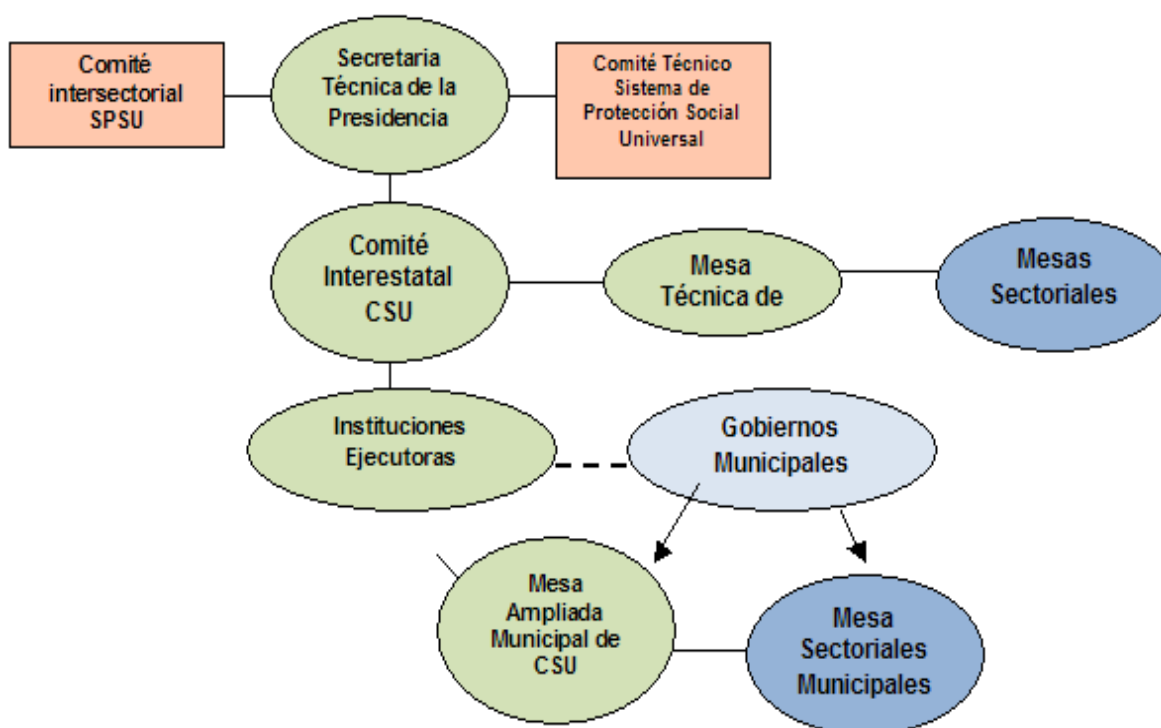 Comité
intersectorial
SPSU
Secretaria
Técnica de la
Presidencia
Comité Técnico
Sistema de
Protección Social
Universal
Comité
Interestatal
CSU
Mesa
Técnica de
Mesas
Sectoriales
Instituciones
Ejecutoras
Gobiernos
Municipales
Mesa
Ampliada
Municipal de
CSU
Mesa
Sectoriales
Municipales